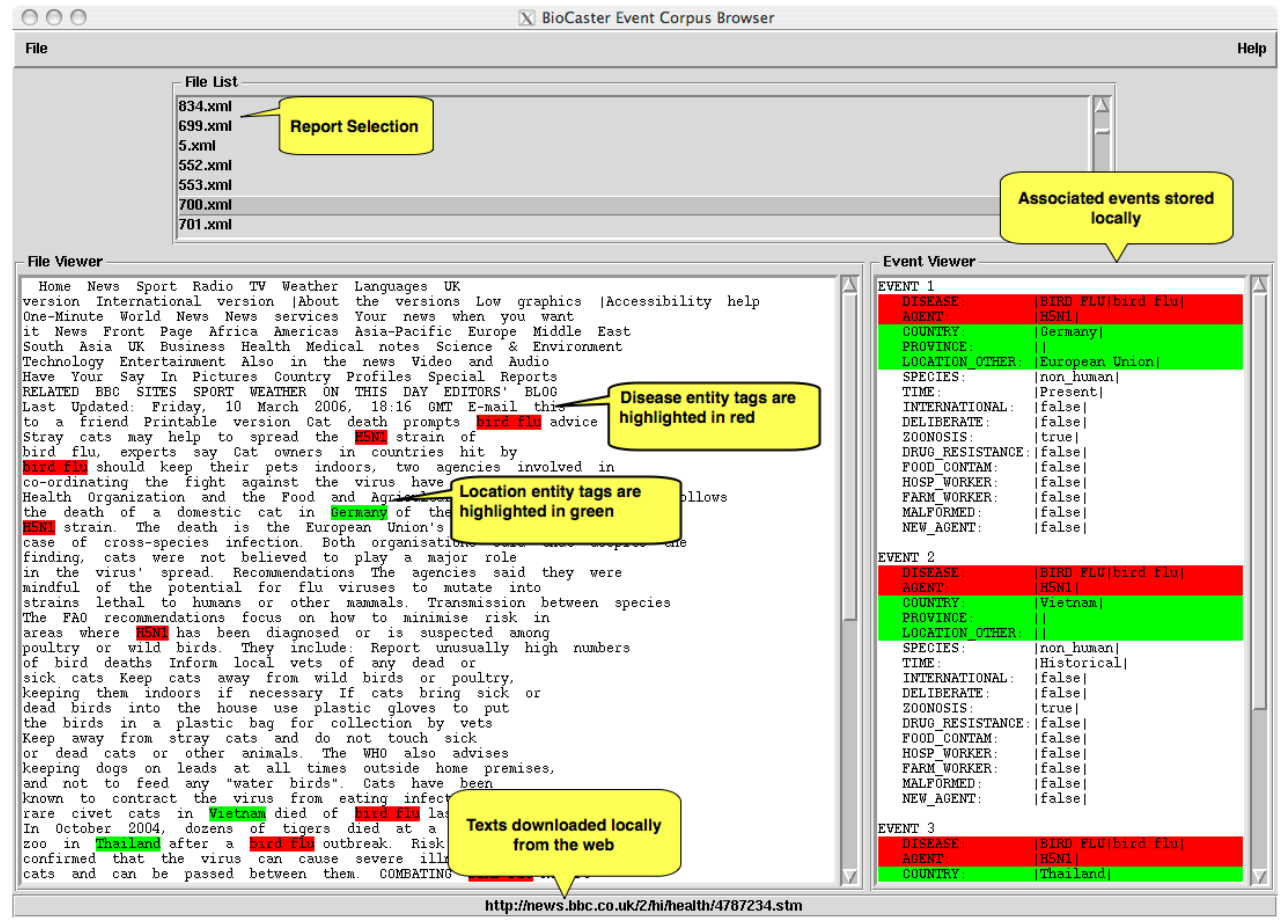 BioCaster Event Corpus Browser
File Help
File List
834.xml
699.xml
5.xml
552.xml
553.xml
700.xml
701.xml
Report Selection
Associated events stored
locally
File Viewer
Home News Sport Radio TV Weather Languages UK
version International version |About the versions Low graphics |Accessibility help
One-Minute World News News services Your news when you want
it News Front Page Africa Americas Asia-Pacific Europe Middle East
South Asia UK Business Health Medical notes Science & Environment
Technology Entertainment Also in the news Video and Audio
Have Your Say In Pictures Country Profiles Special Reports
RELATED BBC SITES SPORT WEATHER ON THIS DAY EDITORS' BLOG
Last Updated: Friday, 10 March 2006, 18:16 GMT E-mail this
to a friend Printable version Cat death prompts bird flu advice
Stray cats may help to spread the H5N1 strain of
bird flu, experts say Cat owners in countries hit by
bird flu should keep their pets indoors, two agencies involved in
co-ordinating the fight against the virus have
Health Organization and the Food and follows
the death of a domestic cat in Germany of the
H5N1 strain. The death is the European Union's
case of cross-species infection. Both organisations said that despite the
finding, cats were not believed to play a major role
in the virus' spread. Recommendations The agencies said they were
mindful of the potential for flu viruses to mutate into
strains lethal to humans or other mammals. Transmission between species
The FAO recommendations focus on how to minimise risk in
areas where H5N1 has been diagnosed or is suspected among
poultry or wild birds. They include: Report unusually high numbers
of bird deaths Inform local vets of any dead or
sick cats Keep cats away from wild birds or poultry,
keeping them indoors if necessary If cats bring sick or
dead birds into the house use plastic gloves to put
the birds in a plastic bag for collection by vets
Keep away from stray cats and do not touch sick
or dead cats or other animals. The WHO also advises
keeping dogs on leads at all times outside home premises,
and not to feed any "water birds". Cats have been
known to contract the virus from eating
rare civet cats in Vietnam died of bird flu
In October 2004, dozens of tigers died at a
zoo in Thailand after a bird flu outbreak. Risk
confirmed that the virus can cause severe
cats and can be passed between them. COMBATING
Disease entity tags are
highlighted in red
Location entity tags are
highlighted in green
Texts downloaded locally
from the web
Event Viewer
EVENT 1
DISEASE: |BIRD FLU|bird flu|
AGENT: |H5N1|
COUNTRY: |Germany|
PROVINCE: ||
LOCATION_OTHER: |European Union|
SPECIES: |non_human|
TIME: |Present|
INTERNATIONAL: |false|
DELIBERATE: |false|
ZOONOSIS: |true|
DRUG_RESISTANCE: |false|
FOOD_CONTAM: |false|
HOSP_WORKER: |false|
FARM_WORKER: |false|
MALFORMED: |false|
NEW_AGENT: |false|
EVENT 2
DISEASE: |BIRD FLU|bird flu|
AGENT: |H5N1|
COUNTRY: |Vietnam|
PROVINCE: ||
LOCATION_OTHER: ||
SPECIES: |non_human|
TIME: |Historical|
INTERNATIONAL: |false|
DELIBERATE: |false|
ZOONOSIS: |true|
DRUG_RESISTANCE: |false|
FOOD_CONTAM: |false|
HOSP_WORKER: |false|
FARM_WORKER: |false|
MALFORMED: |false|
NEW_AGENT: |false|
EVENT 3
DISEASE: |BIRD FLU|bird flu|
AGENT: |H5N1|
COUNTRY: |Thailand|
http://news.bbc.co.uk/2/hi/health/4787234.stm